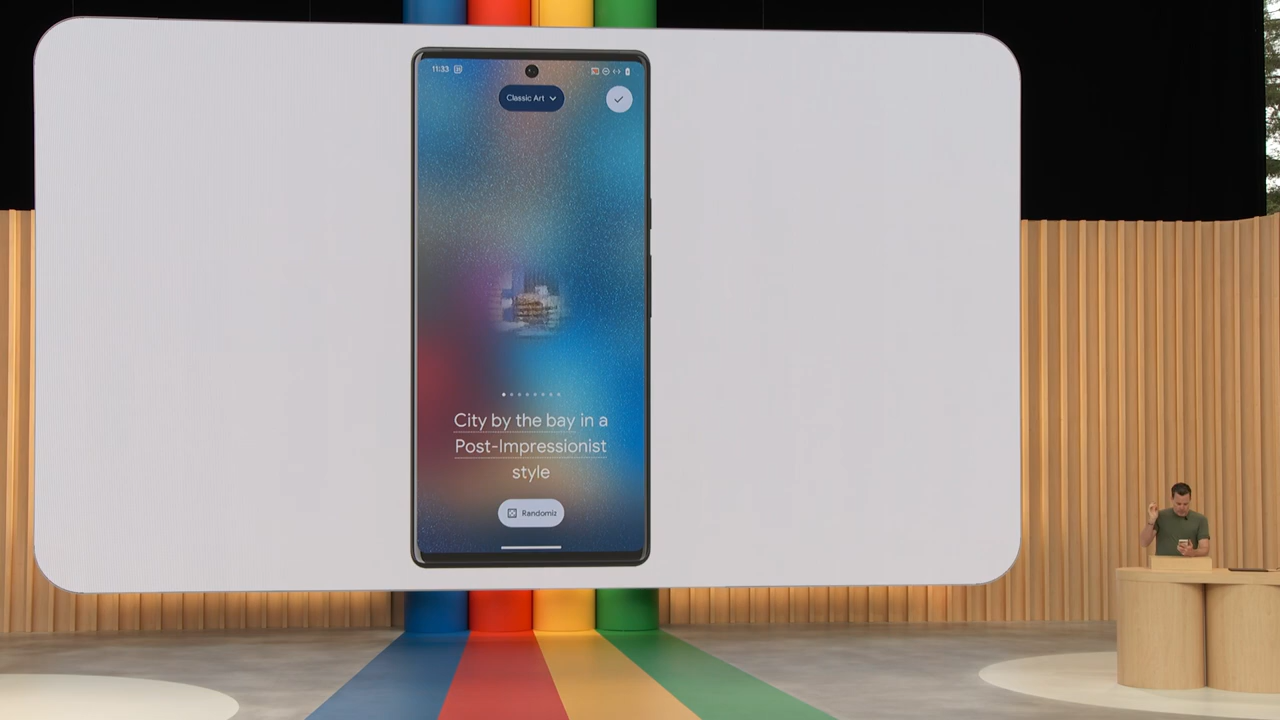 11:33
Classic Art
City by the bay in a
Post-Impressionist
style
Randomiz